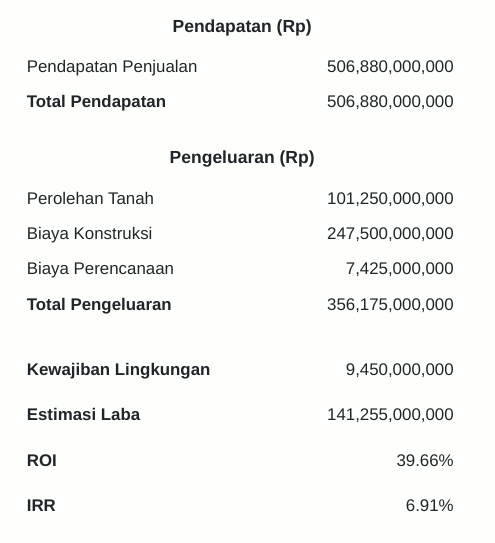 Pendapatan (Rp)
Pendapatan Penjualan 506,880,000,000
Total Pendapatan 506,880,000,000
Pengeluaran (Rp)
Perolehan Tanah 101,250,000,000
Biaya Konstruksi 247,500,000,000
Biaya Perencanaan 7,425,000,000
Total Pengeluaran 356,175,000,000
Kewajiban Lingkungan 9,450,000,000
Estimasi Laba 141,255,000,000
ROI 39.66%
IRR 6.91%